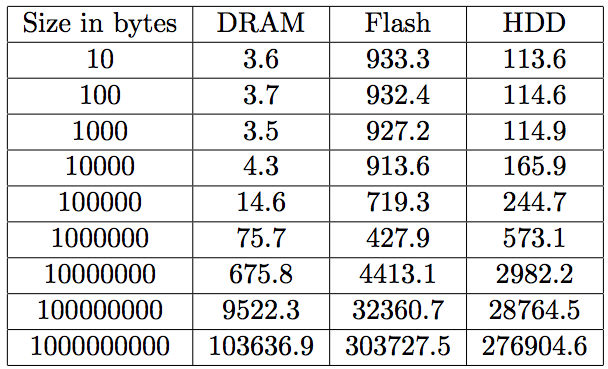 Size in bytes DRAM Flash HDD
10 3.6 933.3 113.6
100 3.7 932.4 114.6
1000 3.5 927.2 114.9
10000 4.3 913.6 165.9
100000 14.6 719.3 244.7
1000000 75.7 427.9 573.1
10000000 675.8 4413.1 2982.2
100000000 9522.3 32360.7 28764.5
1000000000 103636.9 303727.5 276904.6